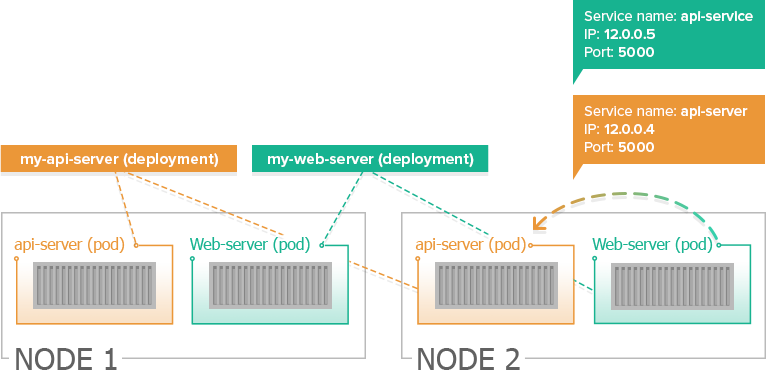 Service name: api-service
IP: 12.0.0.5
Port: 5000
Service name: api-server
IP: 12.0.0.4
Port: 5000
my-api-server (deployment)
my-web-server (deployment)
api-server (pod)
Web-server (pod)
api-server (pod)
Web-server (pod)
NODE 1
NODE 2